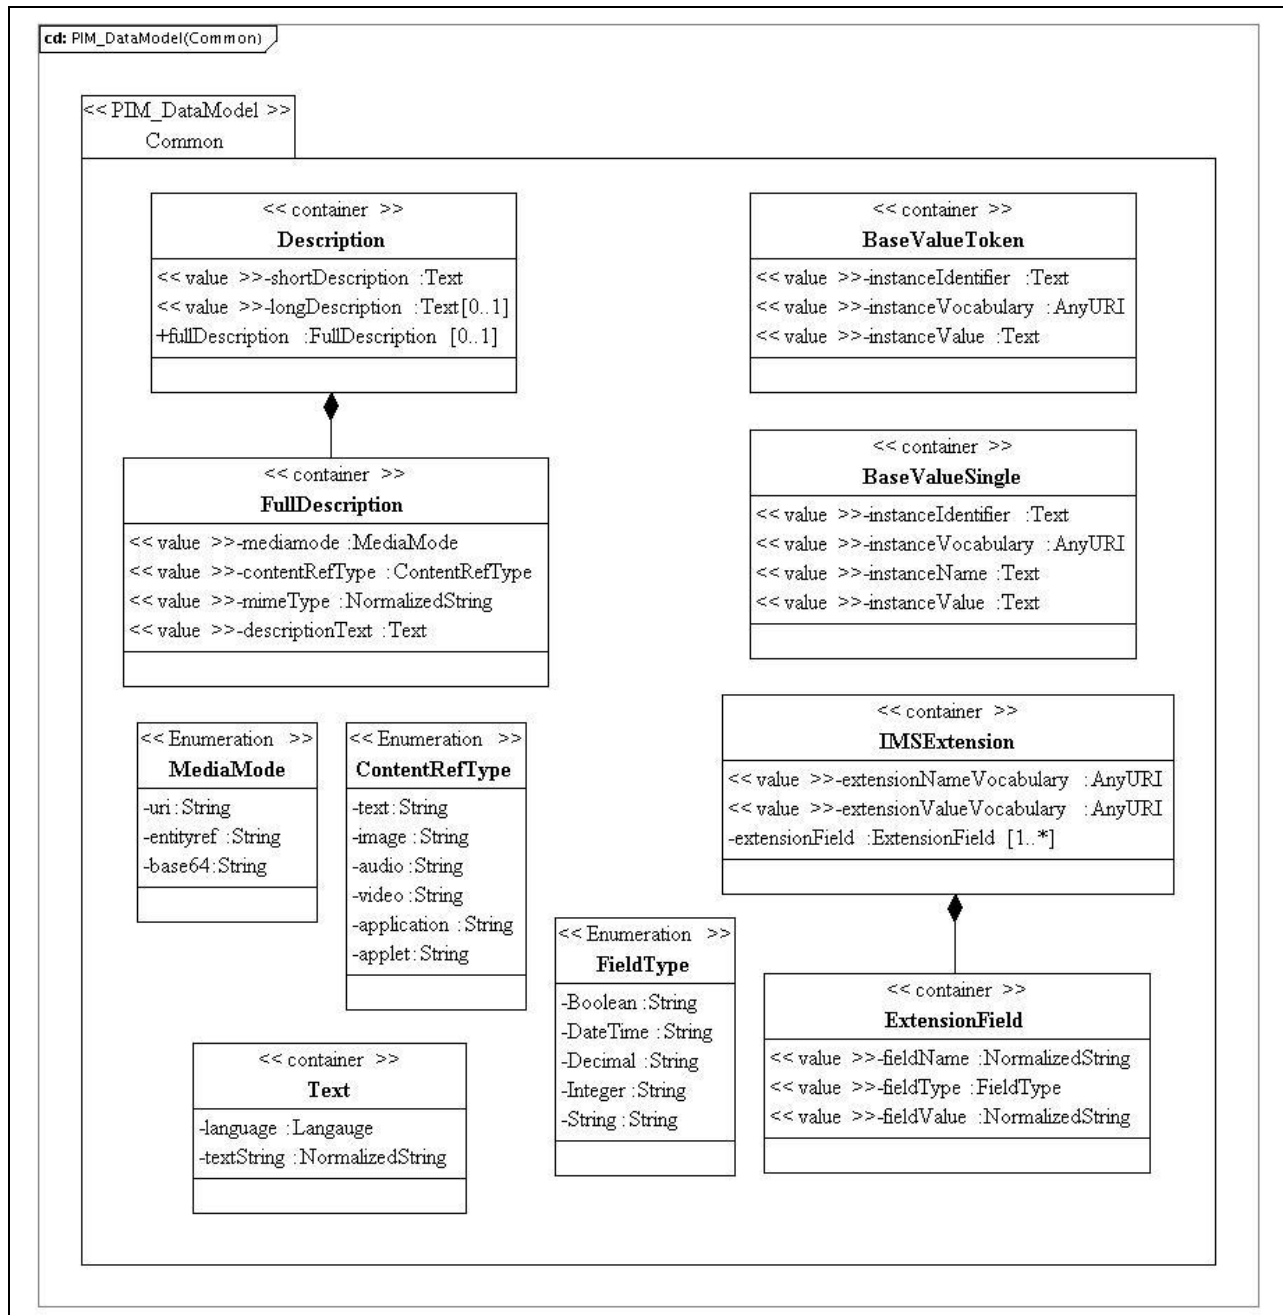 cd: PIM_DataModel(Common)
<< PIM_DataModel >>
Common
<< container >>
Description
<< value >>-shortDescription :Text
<< value >>-longDescription :Text[0..1]
+fullDescription :FullDescription [0..1]
<< container >>
BaseValueToken
<< value >>-instanceIdentifier :Text
<< value >>-instanceVocabulary :AnyURI
<< value >>-instanceValue :Text
<< container >>
FullDescription
<< value >>-mediamode :MediaMode
<< value >>-contentRefType :ContentRefType
<< value >>-mimeType :NormalizedString
<< value >>-descriptionText :Text
<< container >>
BaseValueSingle
<< value >>-instanceIdentifier :Text
<< value >>-instanceVocabulary :AnyURI
<< value >>-instanceName :Text
<< value >>-instanceValue :Text
<< Enumeration >>
MediaMode
-uri:String
-entityref :String
-base64:String
<< Enumeration >>
ContentRefType
-text:String
-image:String
-audio:String
-video:String
-application :String
-applet:String
<< container >>
IMSExtension
<< value >>-extensionNameVocabulary :AnyURI
<< value >>-extensionValueVocabulary :AnyURI
-extensionField :ExtensionField [1..*]
<< Enumeration >>
FieldType
-Boolean:String
-DateTime :String
-Decimal :String
-Integer:String
-String:String
<< container >>
ExtensionField
<< value >>-fieldName :NormalizedString
<< value >>-fieldType:FieldType
<< value >>-fieldValue :NormalizedString
<< container >>
Text
-language :Langauge
-textString :NormalizedString